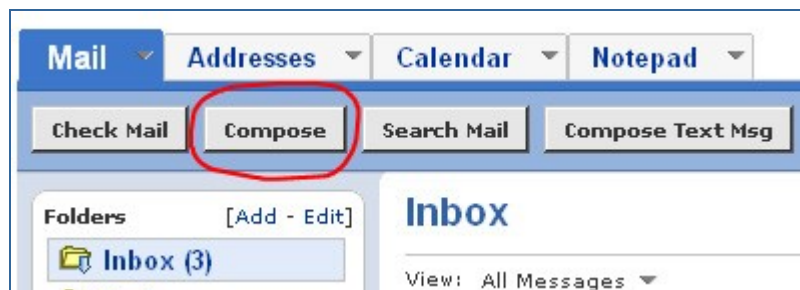 Mail Addresses Calendar Notepad
Check Mail Compose Search Mail Compose Text Msg
Folders [Add - Edit]
Inbox (3)
Inbox
View: All Messages